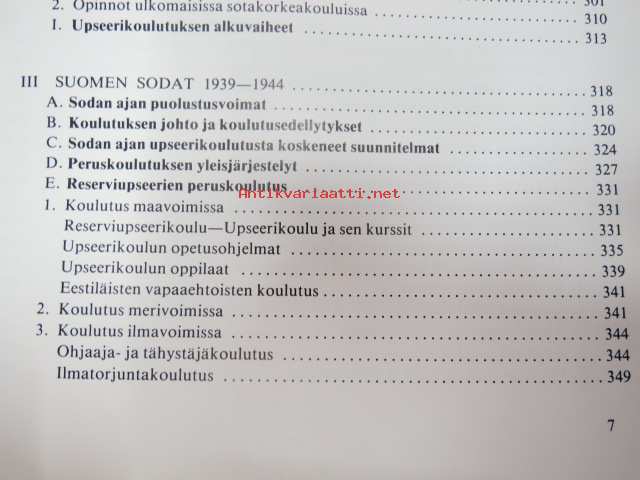 2. Opinnot ulkomaisissa sotakorkeakouluissa 301
I. Upseerikoulutuksen alkuvaiheet 310
313
III SUOMEN SODAT 1939—1944 318
A. Sodan ajan puolustusvoimat 318
B. Koulutuksen johto ja koulutusedellytykset 320
C. Sodan ajan upseerikoulutusta koskeneet suunnitelmat 324
D. Peruskoulutuksen yleisjärjestelyt 327
E. Reserviupseerien peruskoulutus 331
Antikvariaatti.net
1. Koulutus maavoimissa 331
Reserviupseerikoulu—Upseerikoulu ja sen kurssit 331
Upseerikoulun opetusohjelmat 335
Upseerikoulun oppilaat 339
Eestiläisten vapaaehtoisten koulutus 341
2. Koulutus merivoimissa 341
3. Koulutus ilmavoimissa 344
Ohjaaja- ja tähystäjäkoulutus 344
Ilmatorjuntakoulutus 349
7